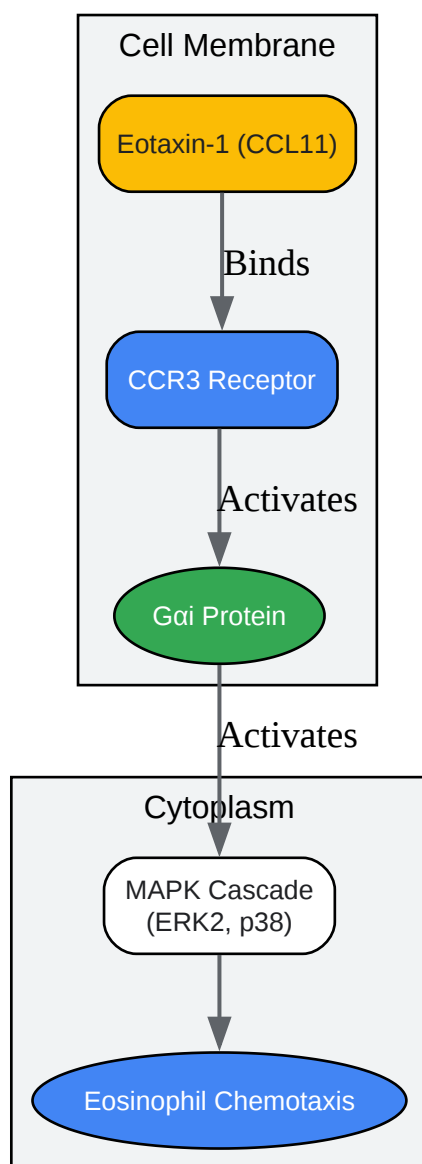 Cell Membrane
Eotaxin-1 (CCL11)
Binds
CCR3 Receptor
Activates
Gαi Protein
Activates
Cytoplasm
MAPK Cascade
(ERK2, p38)
Eosinophil Chemotaxis